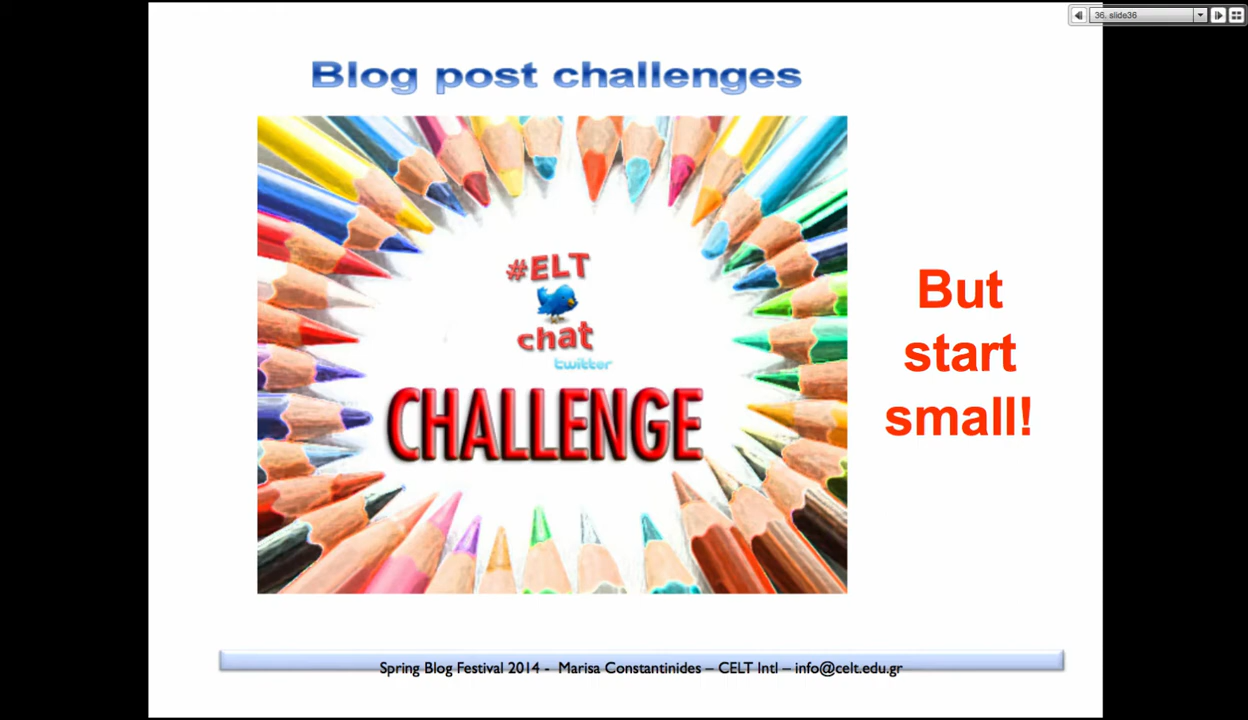 36. slide36
Blog post challenges
#ELT
chat
twitter
CHALLENGE
But
start
small!
Spring Blog Festival 2014 - Marisa Constantinides – CELT Intl – info@celt.edu.gr